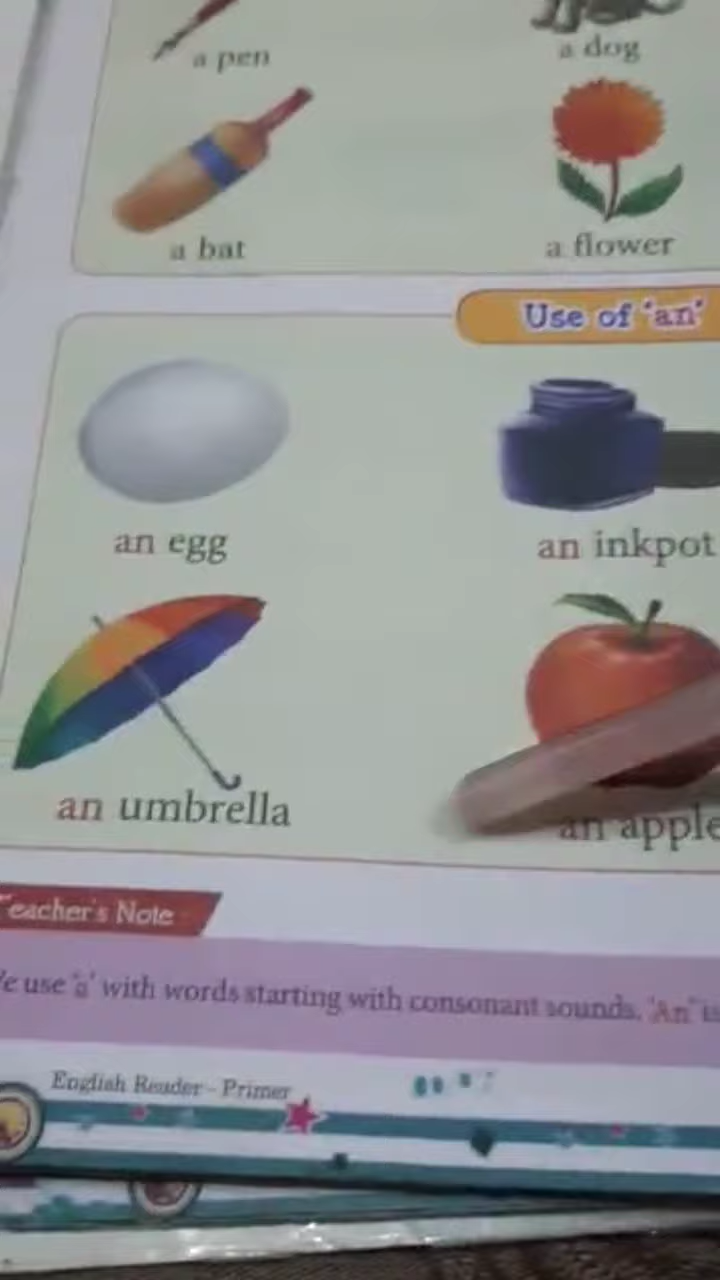 a pen a dog
a bat a flower
Use of 'an'
an egg an inkpot
an umbrella an apple
Teacher's Note
We use 'a' with words starting with consonant sounds. 'An' is
English Reader - Primer